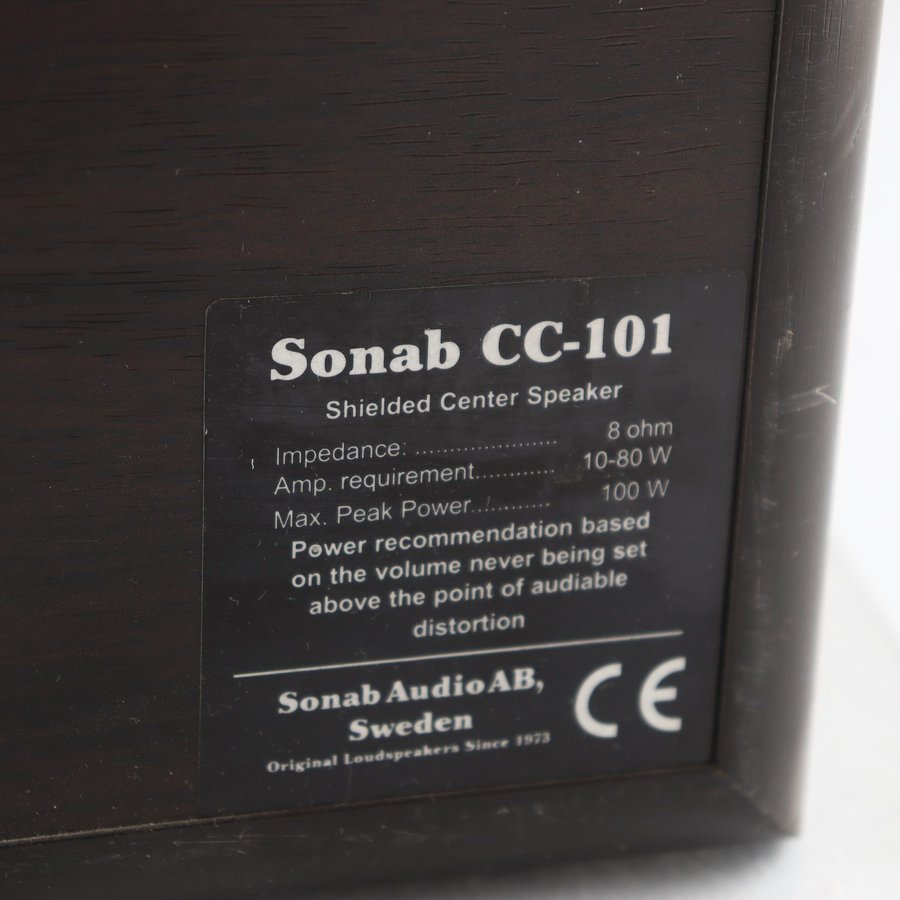 Sonab CC-101
Shielded Center Speaker
Impedance: ..................... 8 ohm
Amp. requirement............ 10-80 W
Max. Peak Power............ 100 W
Power recommendation based
on the volume never being set
above the point of audiable
distortion
Sonab Audio AB,
Sweden
Original Loudspeakers Since 1973
CE